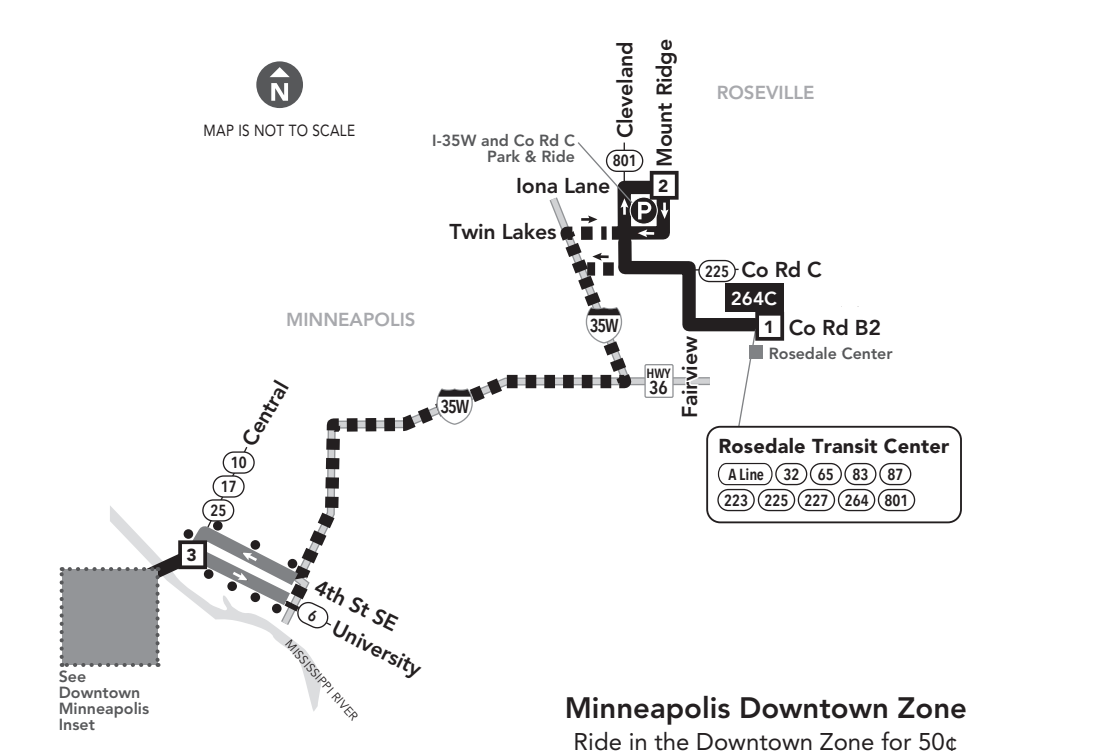 N
MAP IS NOT TO SCALE
Cleveland
Mount Ridge
ROSEVILLE
I-35W and Co Rd C
Park & Ride
801
Iona Lane
2
P
Twin Lakes
225
Co Rd C
264C
1
Co Rd B2
Rosedale Center
MINNEAPOLIS
35W
HWY
36
Fairview
35W
Rosedale Transit Center
A Line 32 65 83 87
223 225 227 264 801
Central
10
17
25
3
4th St SE
6
University
MISSISSIPPI RIVER
See
Downtown
Minneapolis
Inset
Minneapolis Downtown Zone
Ride in the Downtown Zone for 50¢